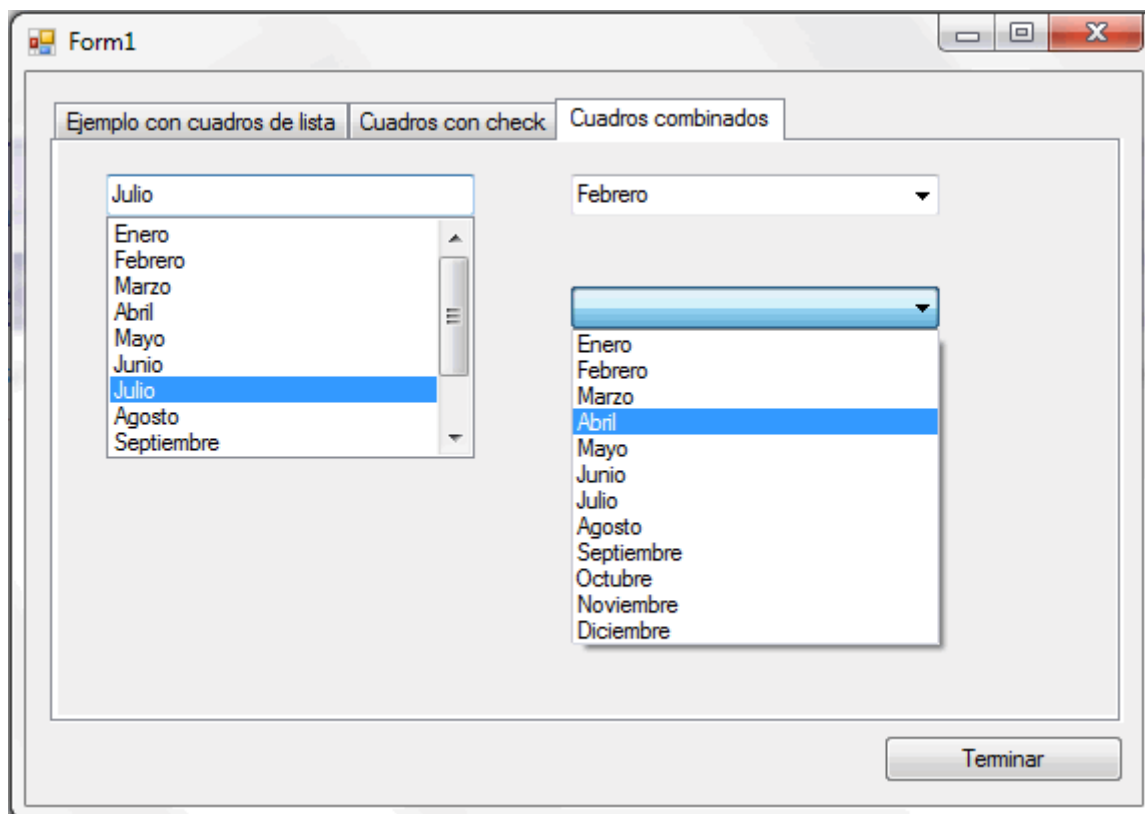 Form1
Ejemplo con cuadros de lista
Cuadros con check
Cuadros combinados
Julio
Enero
Febrero
Marzo
Abril
Mayo
Junio
Julio
Agosto
Septiembre
Febrero
Enero
Febrero
Marzo
Abril
Mayo
Junio
Julio
Agosto
Septiembre
Octubre
Noviembre
Diciembre
Terminar